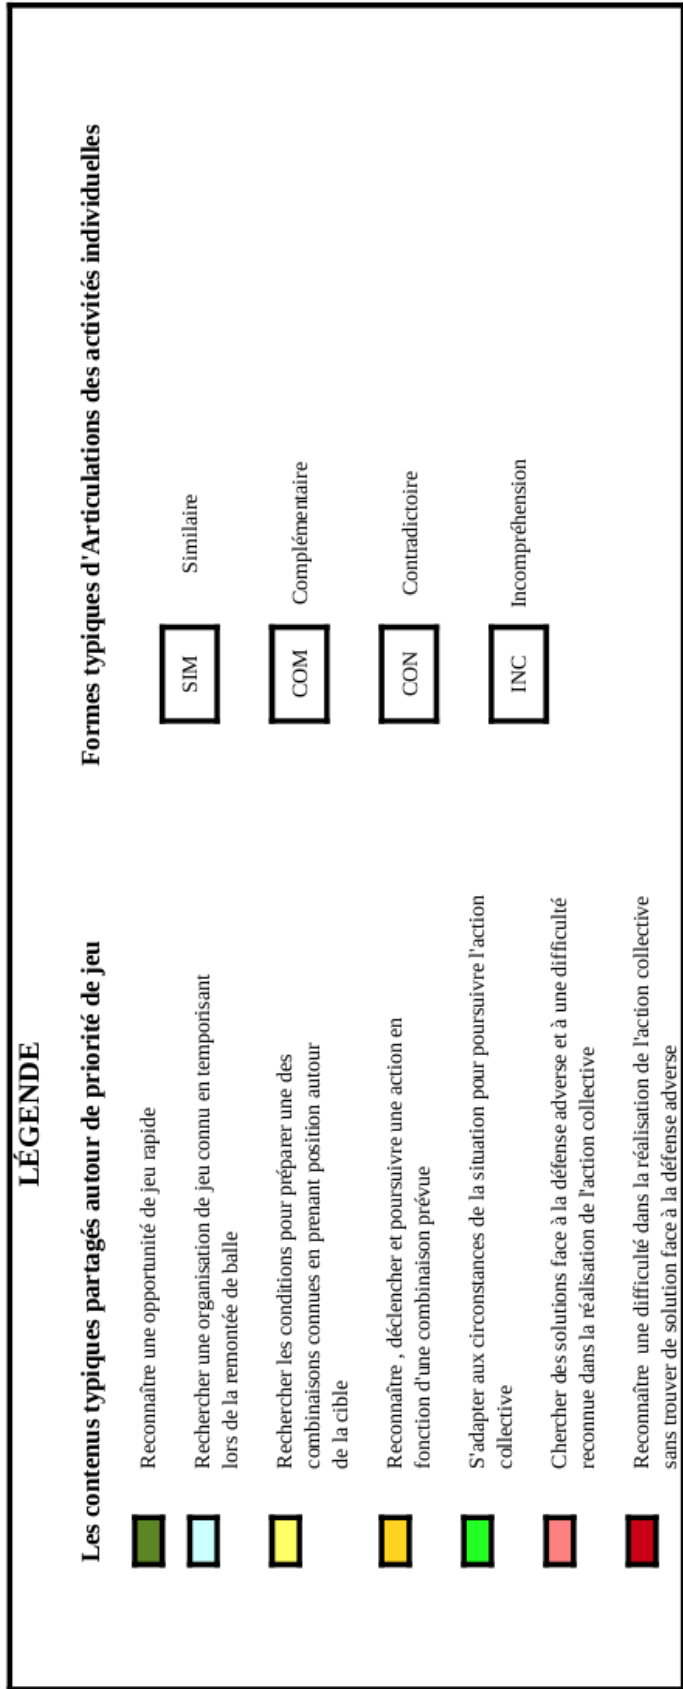 LÉGENDE
Les contenus typiques partagés autour de priorité de jeu
Reconnaître une opportunité de jeu rapide
Rechercher une organisation de jeu connu en temporisant
lors de la remontée de balle
Rechercher les conditions pour préparer une des
combinaisons connues en prenant position autour
de la cible
Reconnaître , déclencher et poursuivre une action en
fonction d'une combinaison prévue
S'adapter aux circonstances de la situation pour poursuivre l'action
collective
Chercher des solutions face à la défense adverse et à une difficulté
reconnue dans la réalisation de l'action collective
Reconnaître une difficulté dans la réalisation de l'action collective
sans trouver de solution face à la défense adverse
Formes typiques d'Articulations des activités individuelles
SIM Similaire
COM Complémentaire
CON Contradictoire
INC Incompréhension